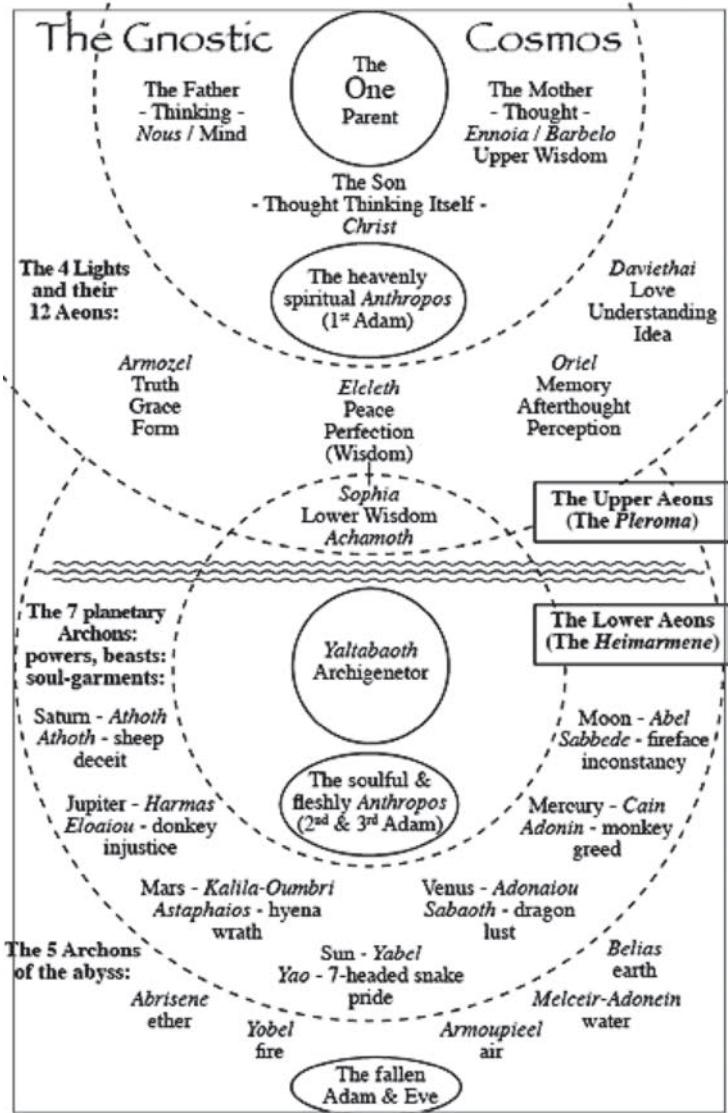 The Gnostic Cosmos
The
One
Parent
The Father
- Thinking -
Nous / Mind
The Mother
- Thought -
Ennoia / Barbelo
Upper Wisdom
The Son
- Thought Thinking Itself -
Christ
The 4 Lights
and their
12 Aeons:
The heavenly
spiritual Anthropos
(1st Adam)
Daviethai
Love
Understanding
Idea
Armozel
Truth
Grace
Form
Eleleth
Peace
Perfection
(Wisdom)
Oriel
Memory
Afterthought
Perception
Sophia
Lower Wisdom
Achamoth
The Upper Aeons
(The Pleroma)
The 7 planetary
Archons:
powers, beasts:
soul-garments:
Yaltabaoth
Archigenetor
The Lower Aeons
(The Heimarmene)
Saturn - Athoth
Athoth - sheep
deceit
Moon - Abel
Sabbede - fireface
inconstancy
The soulful &
fleshly Anthropos
(2nd & 3rd Adam)
Jupiter - Harmas
Eloaiou - donkey
injustice
Mercury - Cain
Adonin - monkey
greed
Mars - Kalila-Oumbri
Astaphaios - hyena
wrath
Venus - Adonaiou
Sabaoth - dragon
lust
Sun - Yabel
Yao - 7-headed snake
pride
The 5 Archons
of the abyss:
Abrisene
ether
Yobel
fire
Armoupieel
air
Melceir-Adonein
water
Belias
earth
The fallen
Adam & Eve